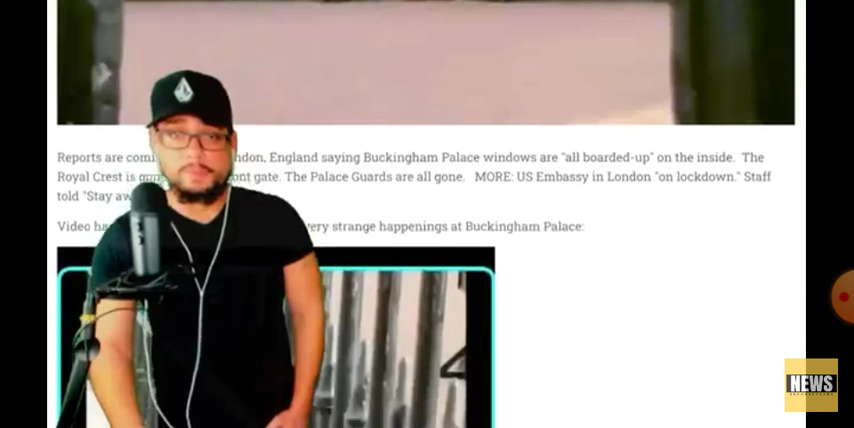 Reports are comi ndon, England saying Buckingham Palace windows are "all boarded-up" on the inside. The
Royal Crest is ont gate. The Palace Guards are all gone. MORE: US Embassy in London "on lockdown." Staff
told "Stay aw
Video ha very strange happenings at Buckingham Palace:
NEWS